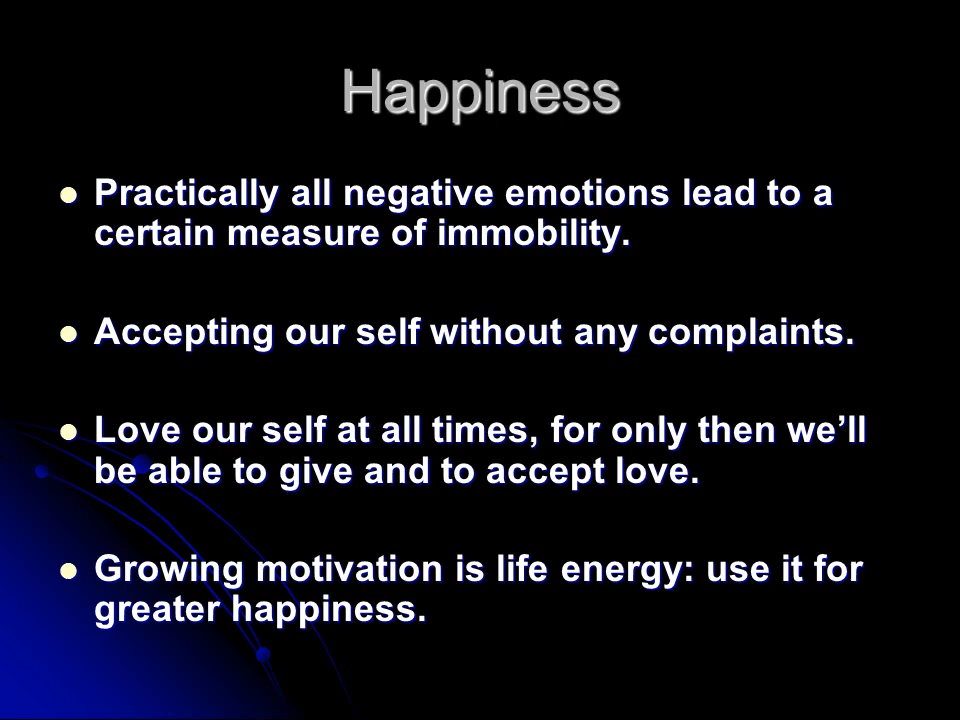 Happiness
Practically all negative emotions lead to a
certain measure of immobility.
Accepting our self without any complaints.
Love our self at all times, for only then we’ll
be able to give and to accept love.
Growing motivation is life energy: use it for
greater happiness.